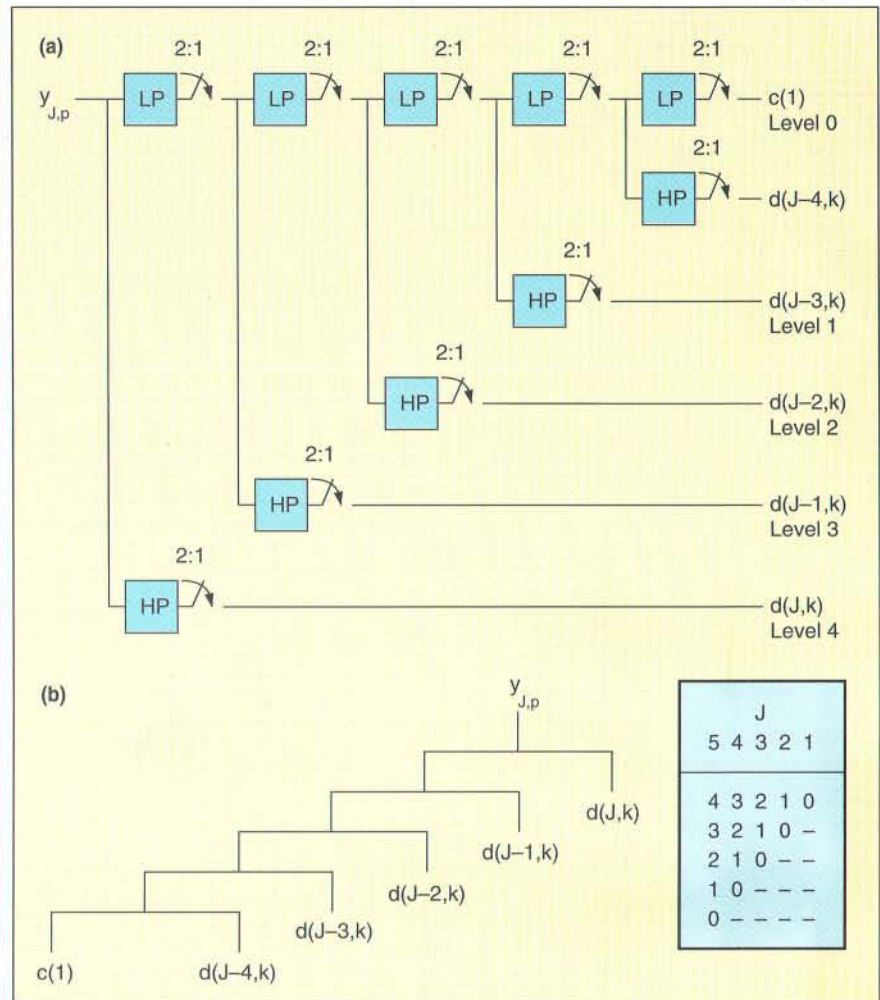 (a)
2:1 2:1 2:1 2:1 2:1
y J,p LP LP LP LP LP c(1)
Level 0
2:1
HP d(J–4,k)
2:1
HP d(J–3,k)
Level 1
2:1
HP d(J–2,k)
Level 2
2:1
HP d(J–1,k)
Level 3
2:1
HP d(J,k)
Level 4
(b)
y J,p
d(J,k)
d(J–1,k)
d(J–2,k)
d(J–3,k)
c(1) d(J–4,k)
J
5 4 3 2 1
4 3 2 1 0
3 2 1 0 –
2 1 0 – –
1 0 – – –
0 – – – –